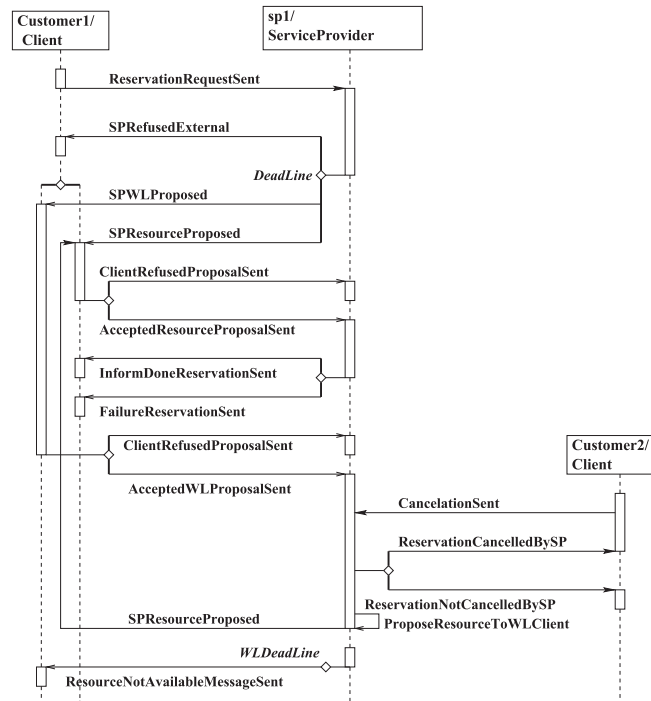 Customer1/
Client
sp1/
ServiceProvider
ReservationRequestSent
SPRefusedExternal
DeadLine
SPWLProposed
SPResourceProposed
ClientRefusedProposalSent
AcceptedResourceProposalSent
InformDoneReservationSent
FailureReservationSent
ClientRefusedProposalSent
Customer2/
Client
AcceptedWLProposalSent
CancelationSent
ReservationCancelledBySP
ReservationNotCancelledBySP
SPResourceProposed
ProposeResourceToWLClient
WLDeadLine
ResourceNotAvailableMessageSent